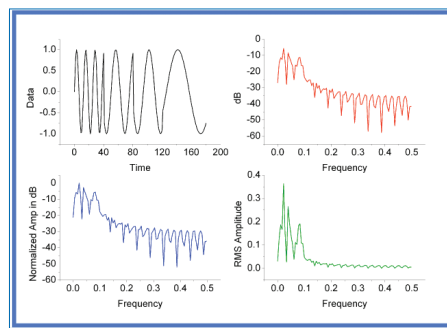 1.0
0.5
0.0
-0.5
-1.0
Data
0 40 80 120 160 200
Time
0
-10
-20
-30
-40
-50
-60
dB
0.0 0.1 0.2 0.3 0.4 0.5
Frequency
0
-10
-20
-30
-40
-50
-60
Normalized Amp in dB
0.0 0.1 0.2 0.3 0.4 0.5
Frequency
0.4
0.3
0.2
0.1
0.0
RMS Amplitude
0.0 0.1 0.2 0.3 0.4 0.5
Frequency